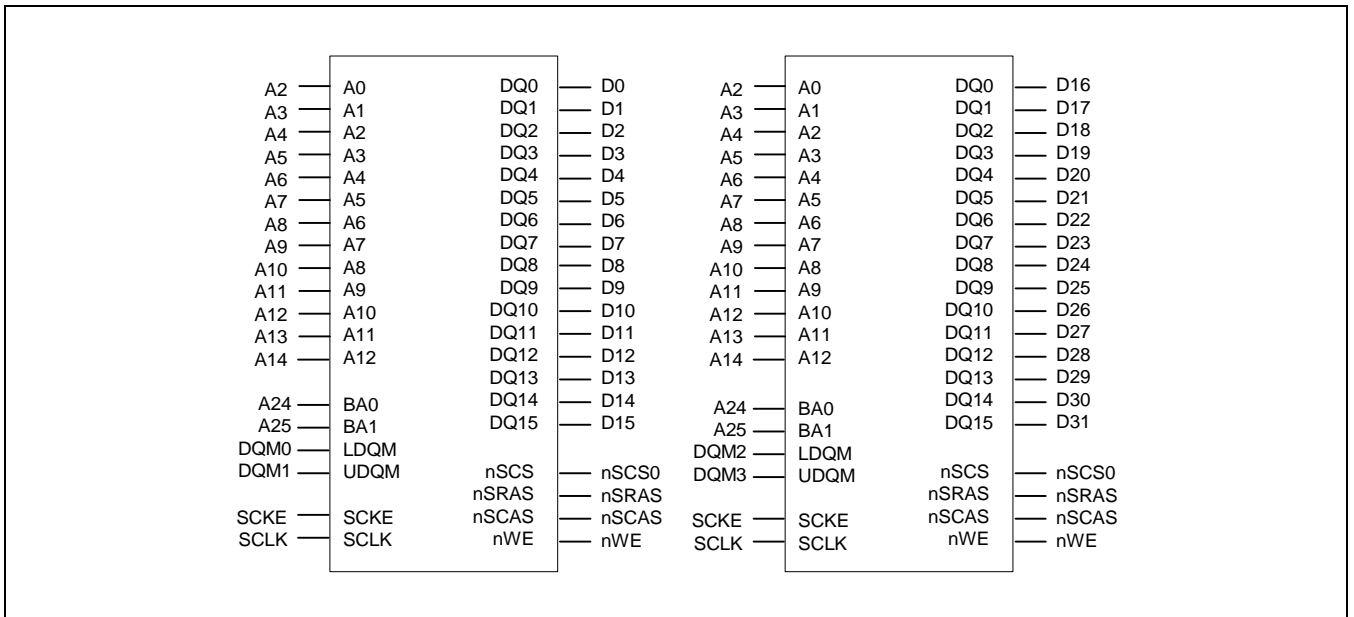 A2 A0 DQ0 D0
A3 A1 DQ1 D1
A4 A2 DQ2 D2
A5 A3 DQ3 D3
A6 A4 DQ4 D4
A7 A5 DQ5 D5
A8 A6 DQ6 D6
A9 A7 DQ7 D7
A10 A8 DQ8 D8
A11 A9 DQ9 D9
A12 A10 DQ10 D10
A13 A11 DQ11 D11
A14 A12 DQ12 D12
DQ13 D13
A24 BA0 DQ14 D14
A25 BA1 DQ15 D15
DQM0 LDQM
DQM1 UDQM nSCS nSCS0
nSRAS nSRAS
SCKE SCKE nSCAS nSCAS
SCLK SCLK nWE nWE
A2 A0 DQ0 D16
A3 A1 DQ1 D17
A4 A2 DQ2 D18
A5 A3 DQ3 D19
A6 A4 DQ4 D20
A7 A5 DQ5 D21
A8 A6 DQ6 D22
A9 A7 DQ7 D23
A10 A8 DQ8 D24
A11 A9 DQ9 D25
A12 A10 DQ10 D26
A13 A11 DQ11 D27
A14 A12 DQ12 D28
DQ13 D29
A24 BA0 DQ14 D30
A25 BA1 DQ15 D31
DQM2 LDQM
DQM3 UDQM nSCS nSCS0
nSRAS nSRAS
SCKE SCKE nSCAS nSCAS
SCLK SCLK nWE nWE